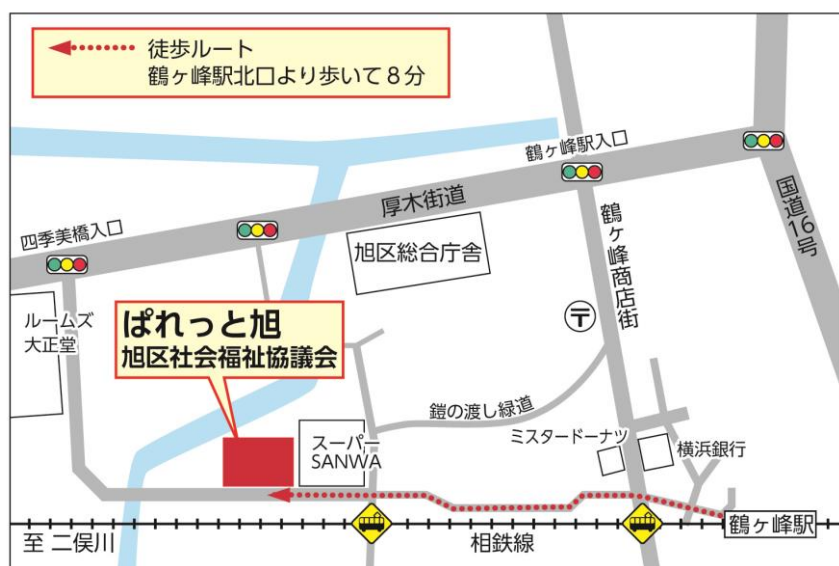 徒歩ルート
鶴ヶ峰駅北口より歩いて8分
鶴ヶ峰駅入口
厚木街道
国道16号
四季美橋入口
旭区総合庁舎
鶴ヶ峰商店街
ルームズ
大正堂
ぱれっと旭
旭区社会福祉協議会
〒
鎧の渡し緑道
スーパー
SANWA
ミスタードーナツ
横浜銀行
鶴ヶ峰駅
至 二俣川
相鉄線